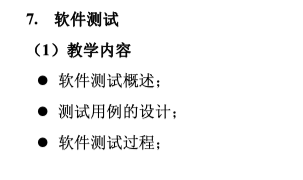 7. 软件测试
（1）教学内容
● 软件测试概述；
● 测试用例的设计；
● 软件测试过程；